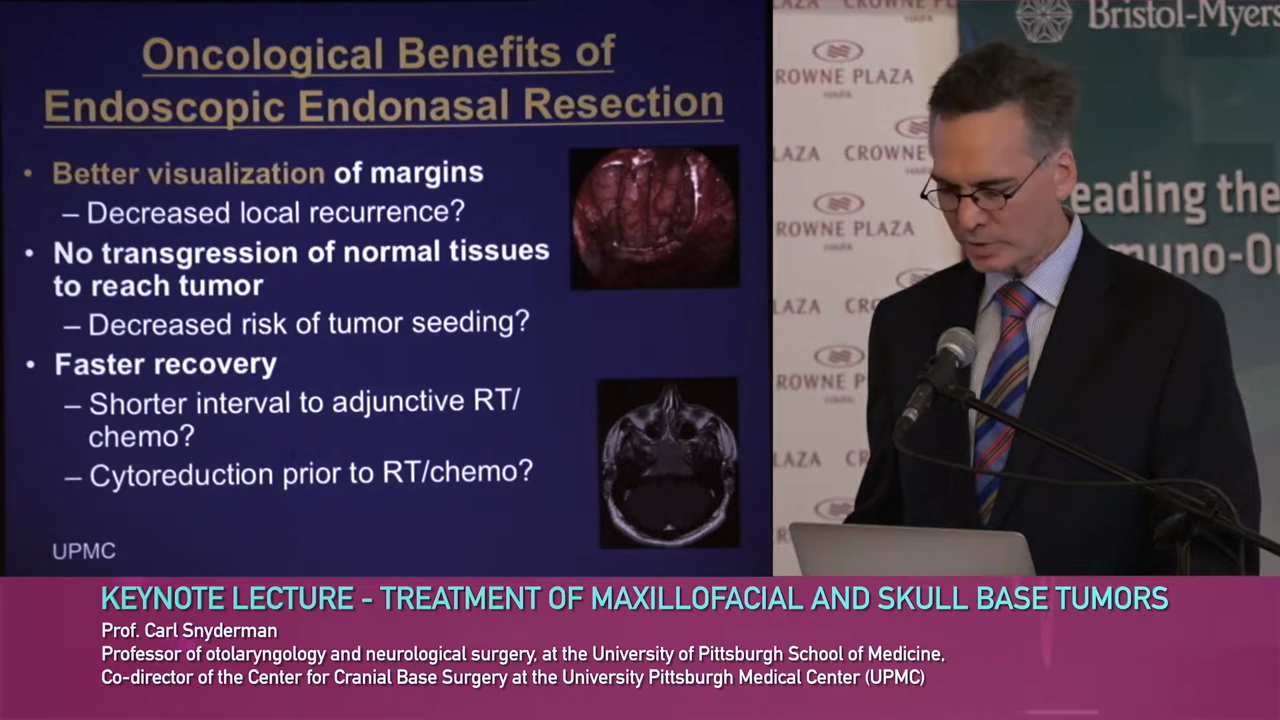 Oncological Benefits of
Endoscopic Endonasal Resection
• Better visualization of margins
– Decreased local recurrence?
• No transgression of normal tissues
to reach tumor
– Decreased risk of tumor seeding?
• Faster recovery
– Shorter interval to adjunctive RT/
chemo?
– Cytoreduction prior to RT/chemo?
UPMC
CROWNE PLAZA
HAIFA
Bristol-Myers
ROWNE PLAZA
HAIFA
LAZA CROWNE
ROWNE PLAZA
HAIFA
LAZA
ROWNE P
HAIFA
LAZA CR
eading the
muno-O
KEYNOTE LECTURE - TREATMENT OF MAXILLOFACIAL AND SKULL BASE TUMORS
Prof. Carl Snyderman
Professor of otolaryngology and neurological surgery, at the University of Pittsburgh School of Medicine,
Co-director of the Center for Cranial Base Surgery at the University Pittsburgh Medical Center (UPMC)